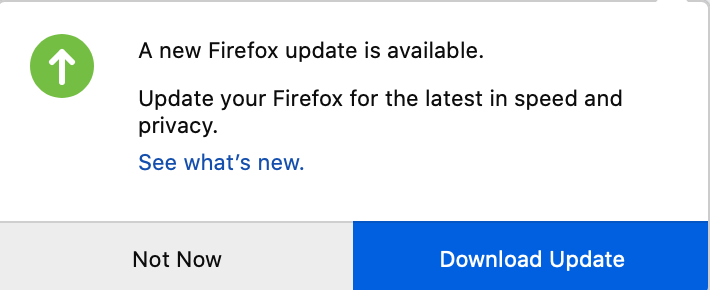 A new Firefox update is available.
Update your Firefox for the latest in speed and
privacy.
See what’s new.
Not Now
Download Update